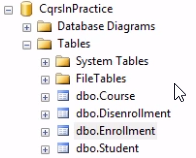 CqrsInPractice
Database Diagrams
Tables
System Tables
FileTables
dbo.Course
dbo.Disenrollment
dbo.Enrollment
dbo.Student